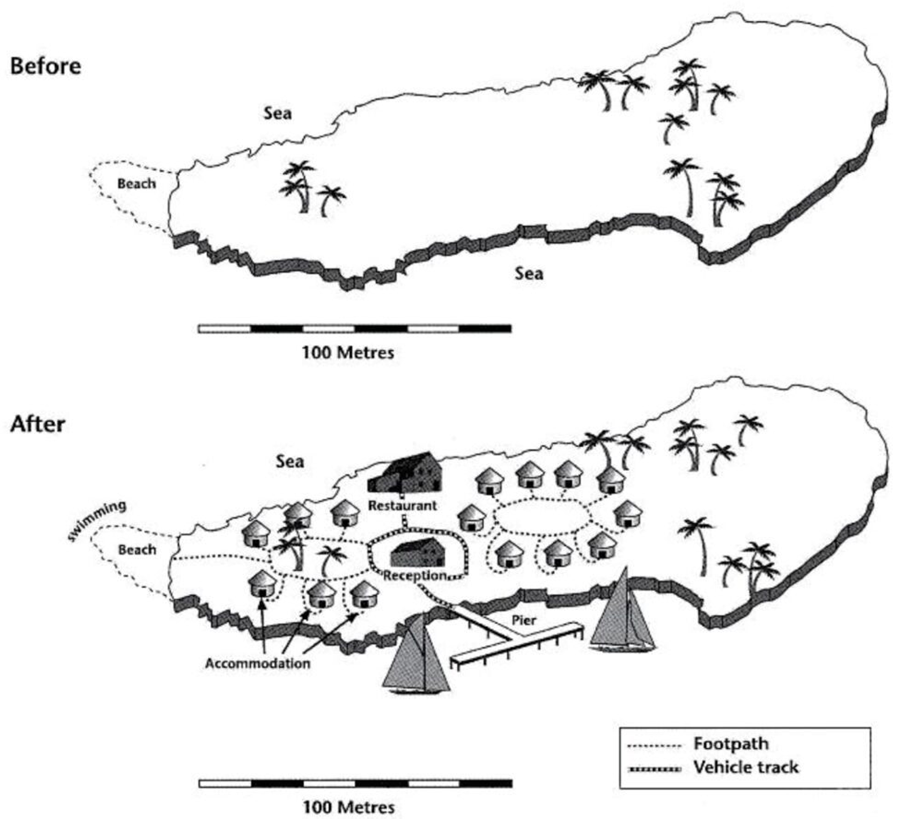 Before
Sea
Beach
Sea
100 Metres
After
Sea
swimming
Restaurant
Beach
Reception
Pier
Accommodation
Footpath
Vehicle track
100 Metres